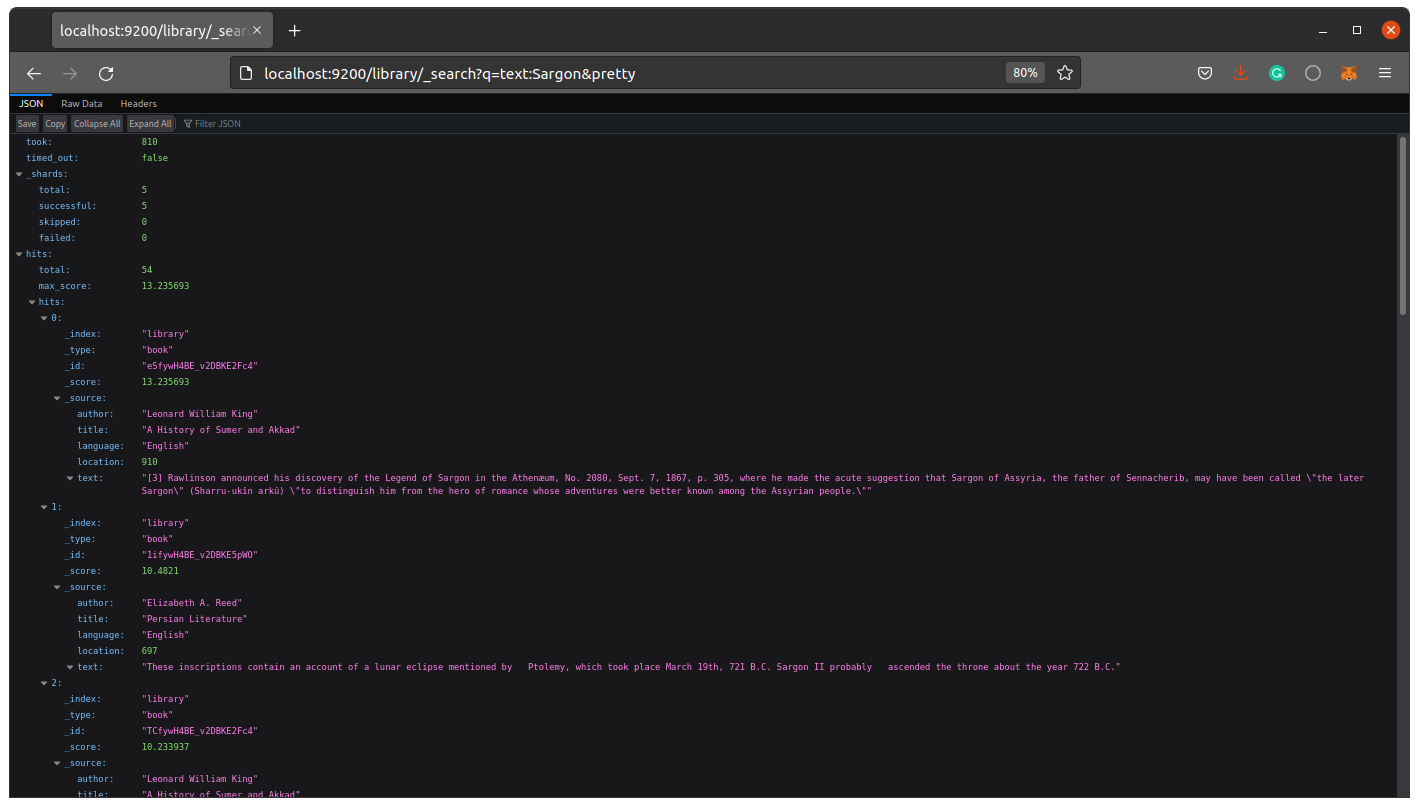 localhost:9200/library/_sear
localhost:9200/library/_search?q=text:Sargon&pretty 80%
JSON Raw Data Headers
Save Copy Collapse All Expand All Filter JSON
took: 810
timed_out: false
_shards:
total: 5
successful: 5
skipped: 0
failed: 0
hits:
total: 54
max_score: 13.235693
hits:
0:
_index: "library"
_type: "book"
_id: "eSfywH4BE_v2DBKE2Fc4"
_score: 13.235693
_source:
author: "Leonard William King"
title: "A History of Sumer and Akkad"
language: "English"
location: 910
text: "[3] Rawlinson announced his discovery of the Legend of Sargon in the Athenæum, No. 2080, Sept. 7, 1867, p. 305, where he made the acute suggestion that Sargon of Assyria, the father of Sennacherib, may have been called \"the later
Sargon\" (Sharru-ukîn arkû) \"to distinguish him from the hero of romance whose adventures were better known among the Assyrian people.\""
1:
_index: "library"
_type: "book"
_id: "1ifywH4BE_v2DBKE5pWO"
_score: 10.4821
_source:
author: "Elizabeth A. Reed"
title: "Persian Literature"
language: "English"
location: 697
text: "These inscriptions contain an account of a lunar eclipse mentioned by   Ptolemy, which took place March 19th, 721 B.C. Sargon II probably   ascended the throne about the year 722 B.C."
2:
_index: "library"
_type: "book"
_id: "TCfywH4BE_v2DBKE2Fc4"
_score: 10.233937
_source:
author: "Leonard William King"
title: "A History of Sumer and Akkad"